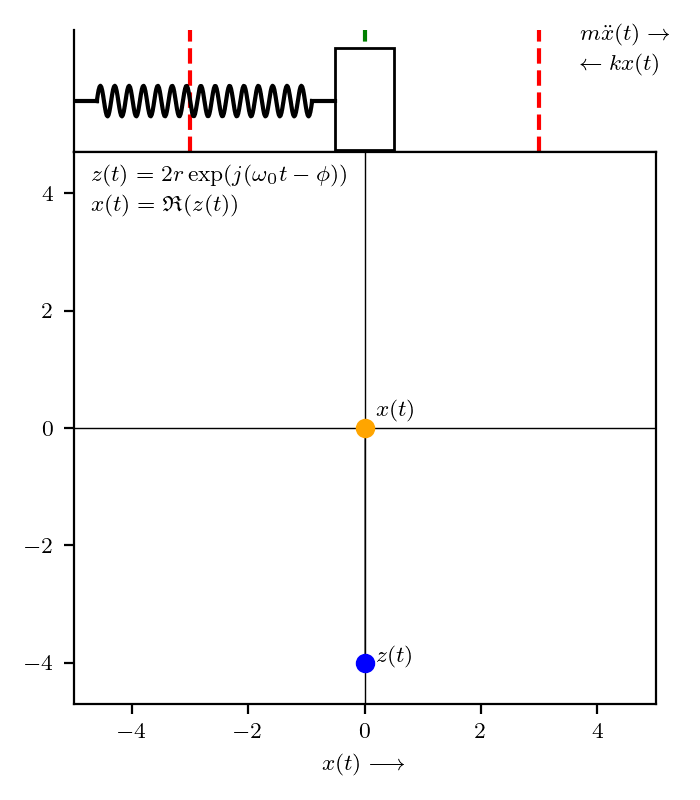 mẍ(t) →
← kx(t)
z(t) = 2r exp(j(ω₀t − ϕ))
x(t) = ℜ(z(t))
4
2
0
−2
−4
x(t)
z(t)
−4 −2 0 2 4
x(t) ⟶